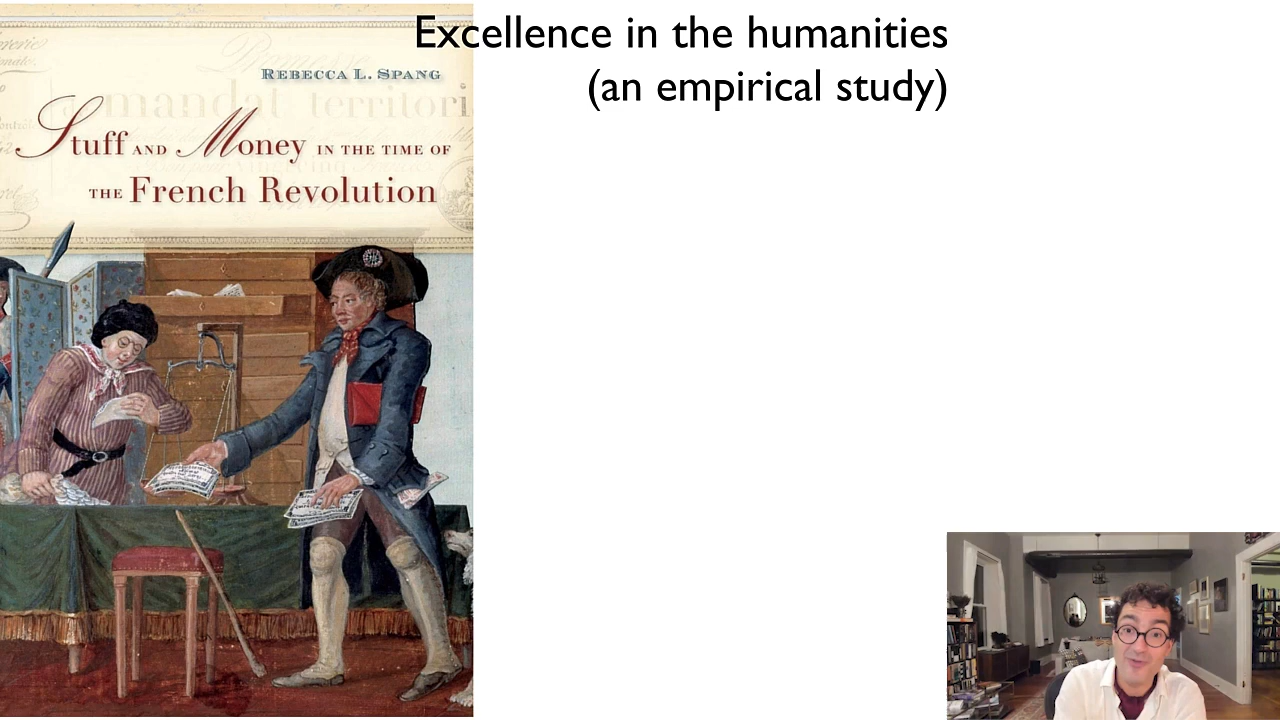 Excellence in the humanities
(an empirical study)
REBECCA L. SPANG
mandat territori
Stuff AND Money IN THE TIME OF
THE French Revolution